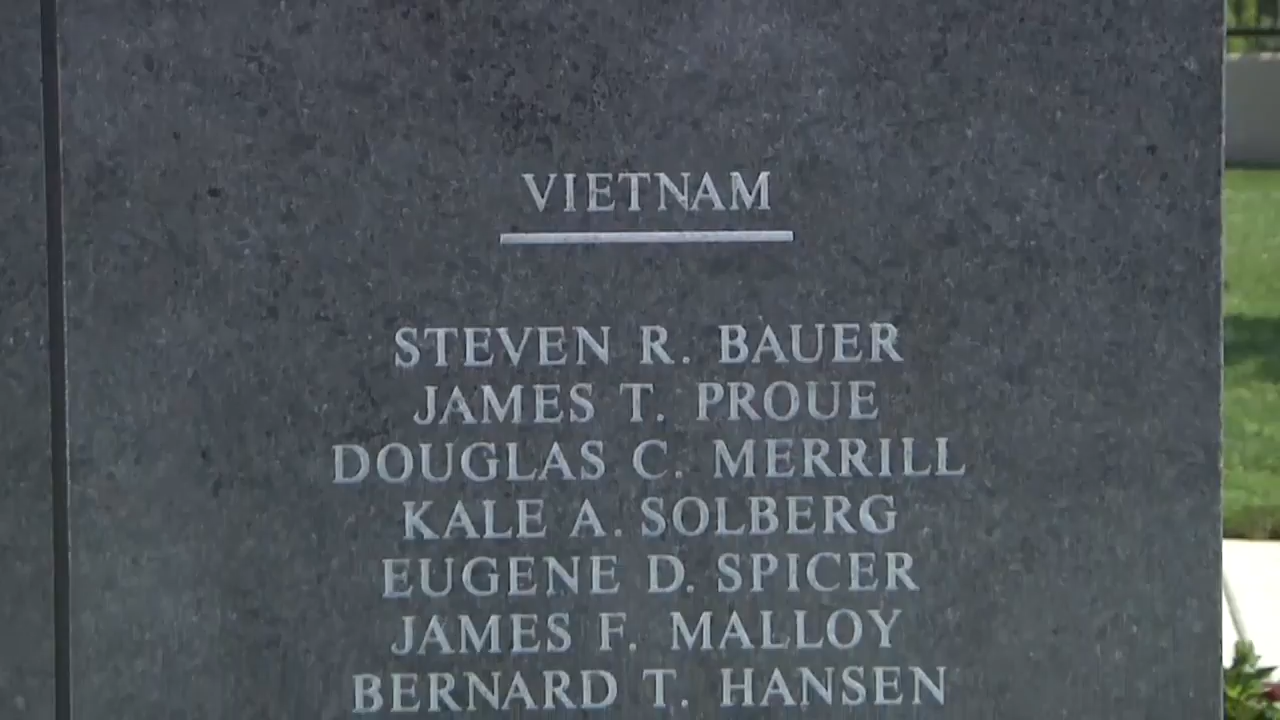 VIETNAM
STEVEN R. BAUER
JAMES T. PROUE
DOUGLAS C. MERRILL
KALE A. SOLBERG
EUGENE D. SPICER
JAMES F. MALLOY
BERNARD T. HANSEN